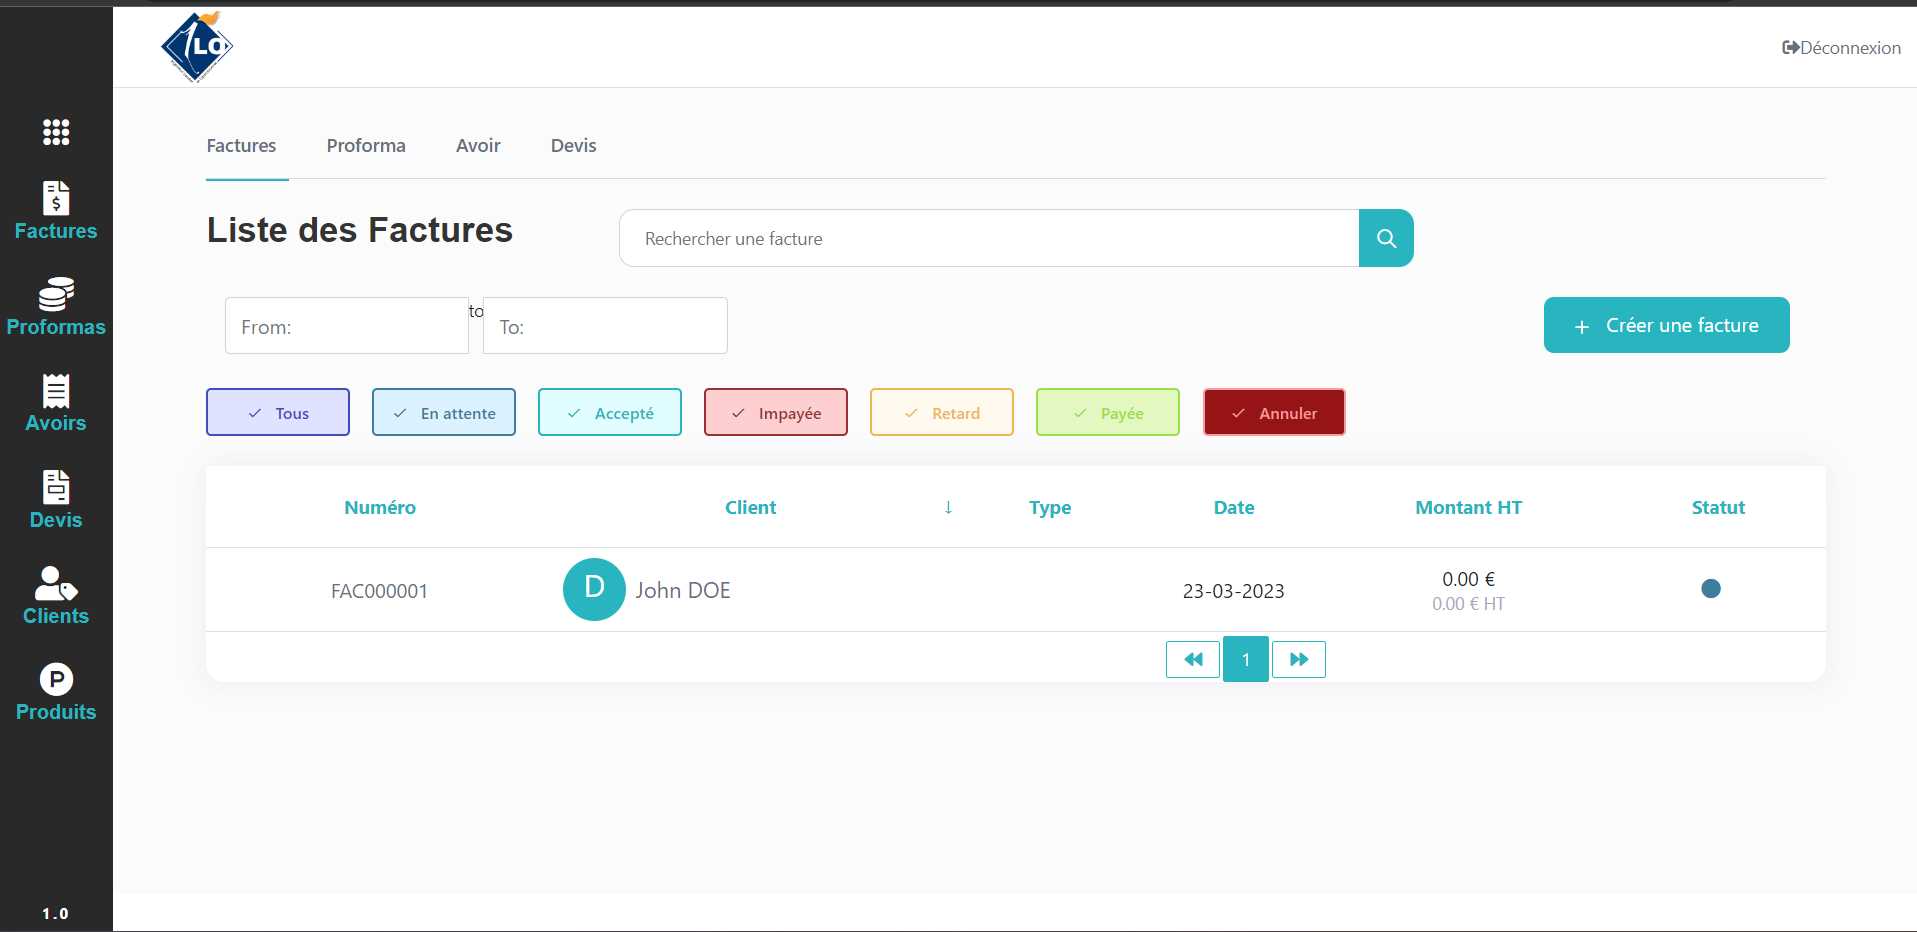 LO
Déconnexion
Factures Proforma Avoir Devis
Factures
Proformas
Avoirs
Devis
Clients
P
Produits
1.0
Liste des Factures
Rechercher une facture
From: to To:
+ Créer une facture
Tous En attente Accepté Impayée Retard Payée Annuler
Numéro Client ↓ Type Date Montant HT Statut
FAC000001 D John DOE 23-03-2023 0.00 €
0.00 € HT
1